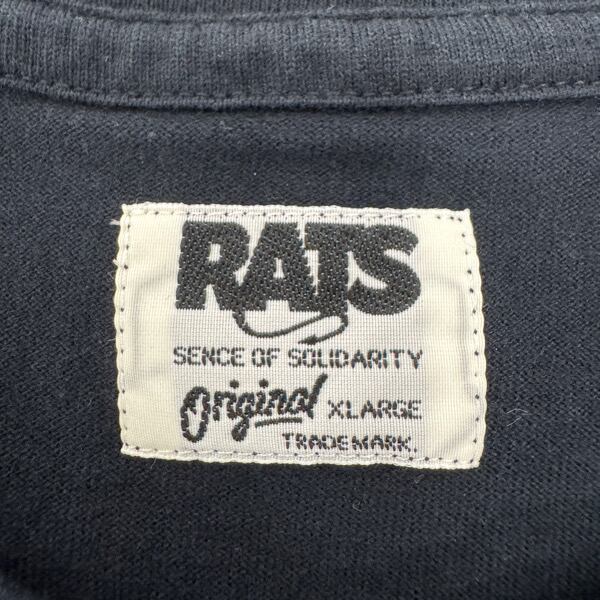 RATS
SENCE OF SOLIDARITY
Original XLARGE
TRADEMARK.